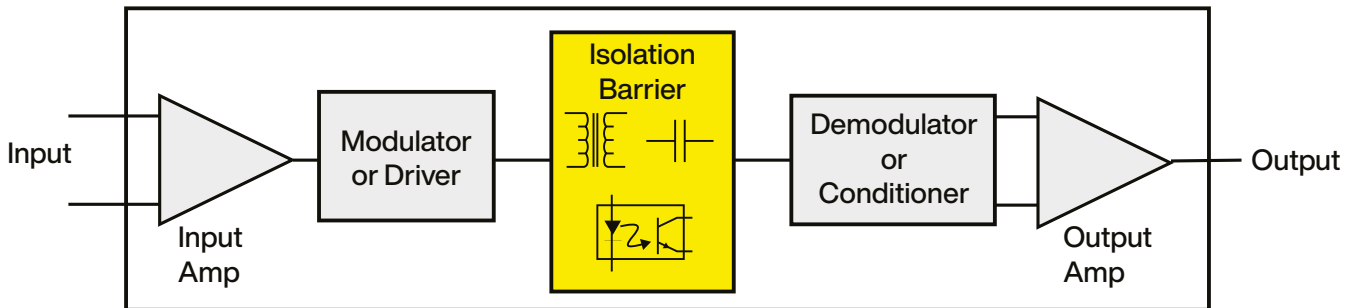 Input
Input
Amp
Modulator
or Driver
Isolation
Barrier
Demodulator
or
Conditioner
Output
Amp
Output